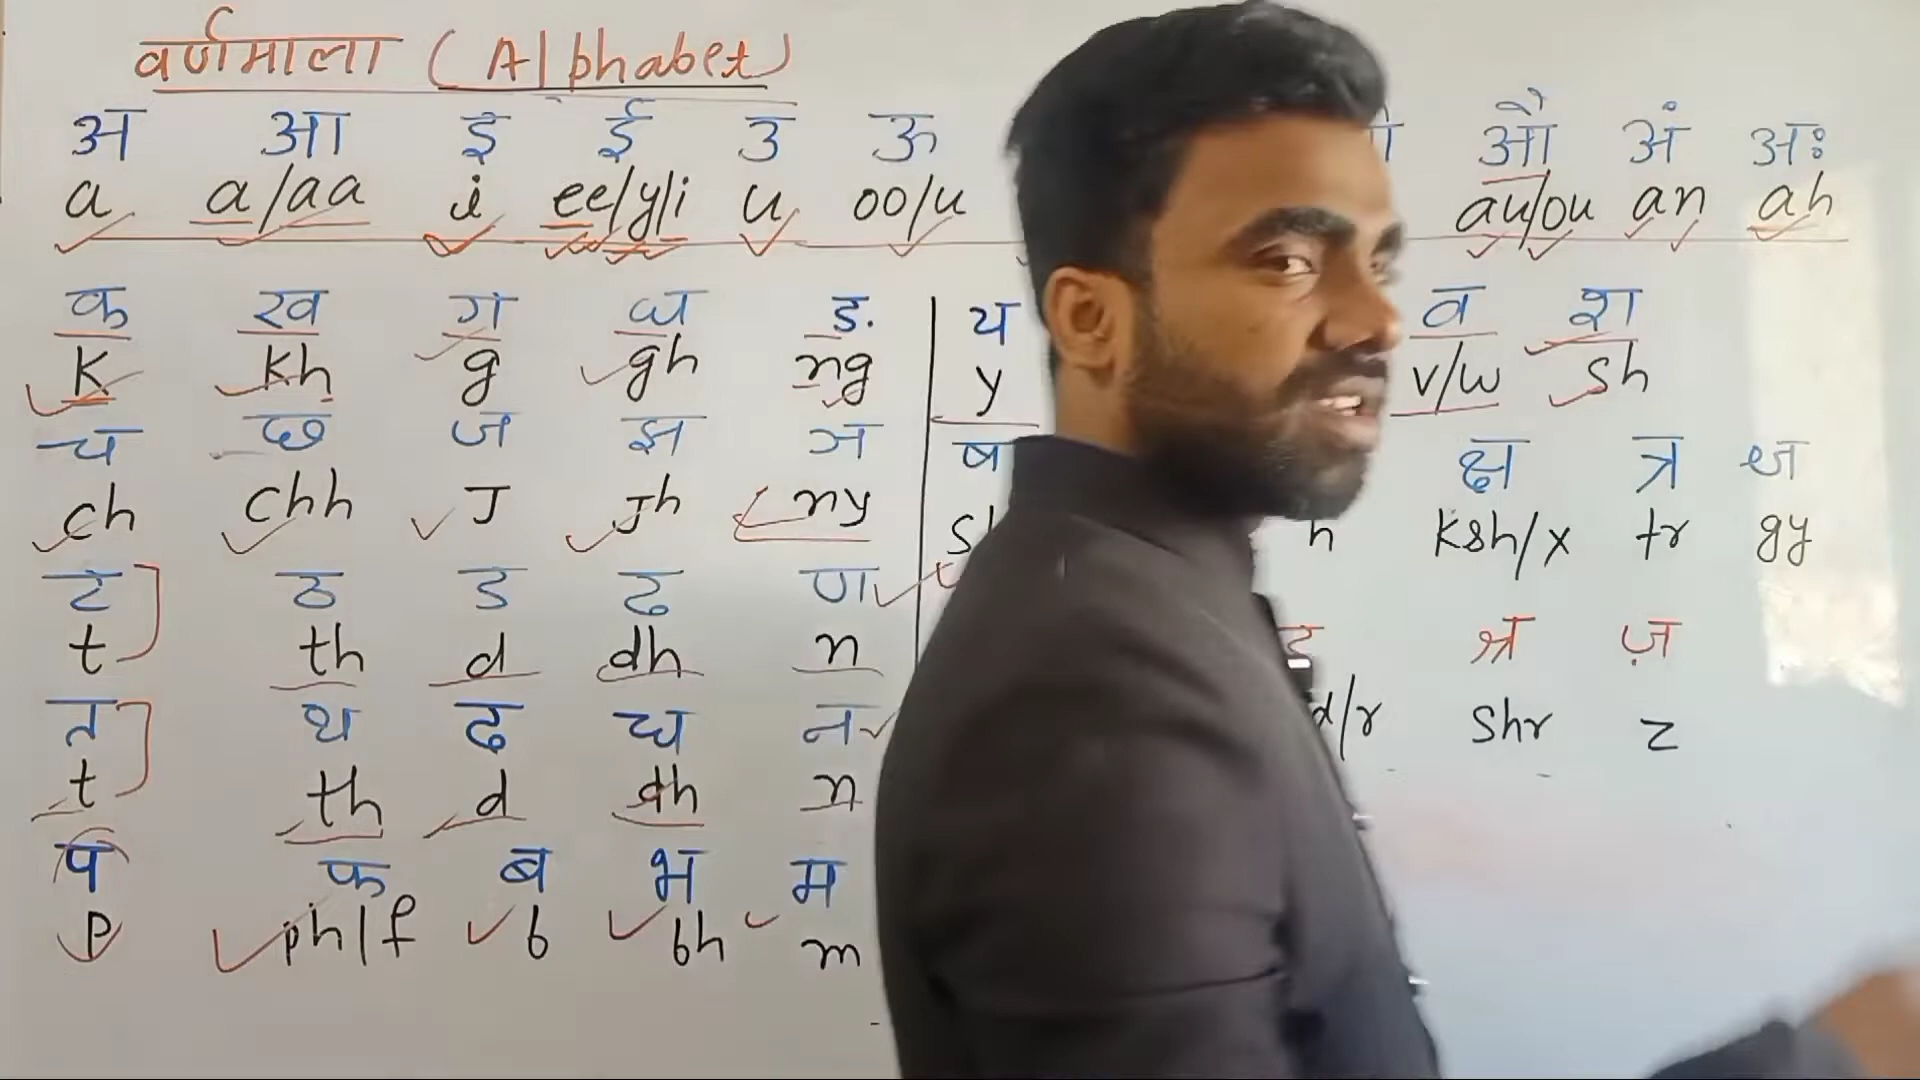 वर्णमाला (Alphabet)
अ आ इ ई उ ऊ औ अं अः
a a/aa i ee/y/i u oo/u au/ou an ah
क ख ग घ ङ य व श
K Kh g gh ng y v/w Sh
च छ ज झ ञ ष क्ष त्र ज्ञ
ch chh J Jh ny h Ksh/x tr gy
ट ठ ड ढ ण श्र ज़
t th d dh n d/r Shr z
त थ ढ ध न
t th d dh n
प फ ब भ म
p ph/f b bh m